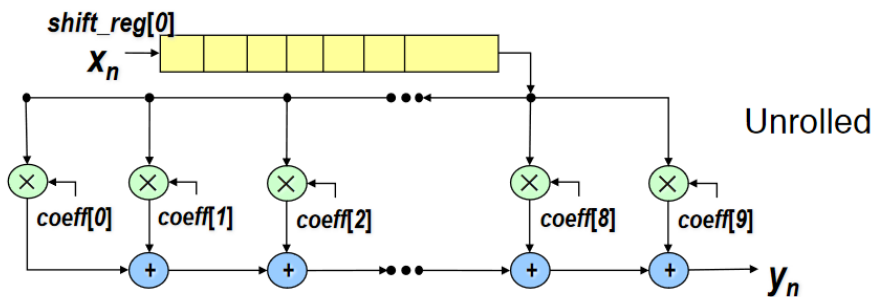 shift_reg[0]
xn
Unrolled
× × × × ×
coeff[0] coeff[1] coeff[2] coeff[8] coeff[9]
+ + + +
yn